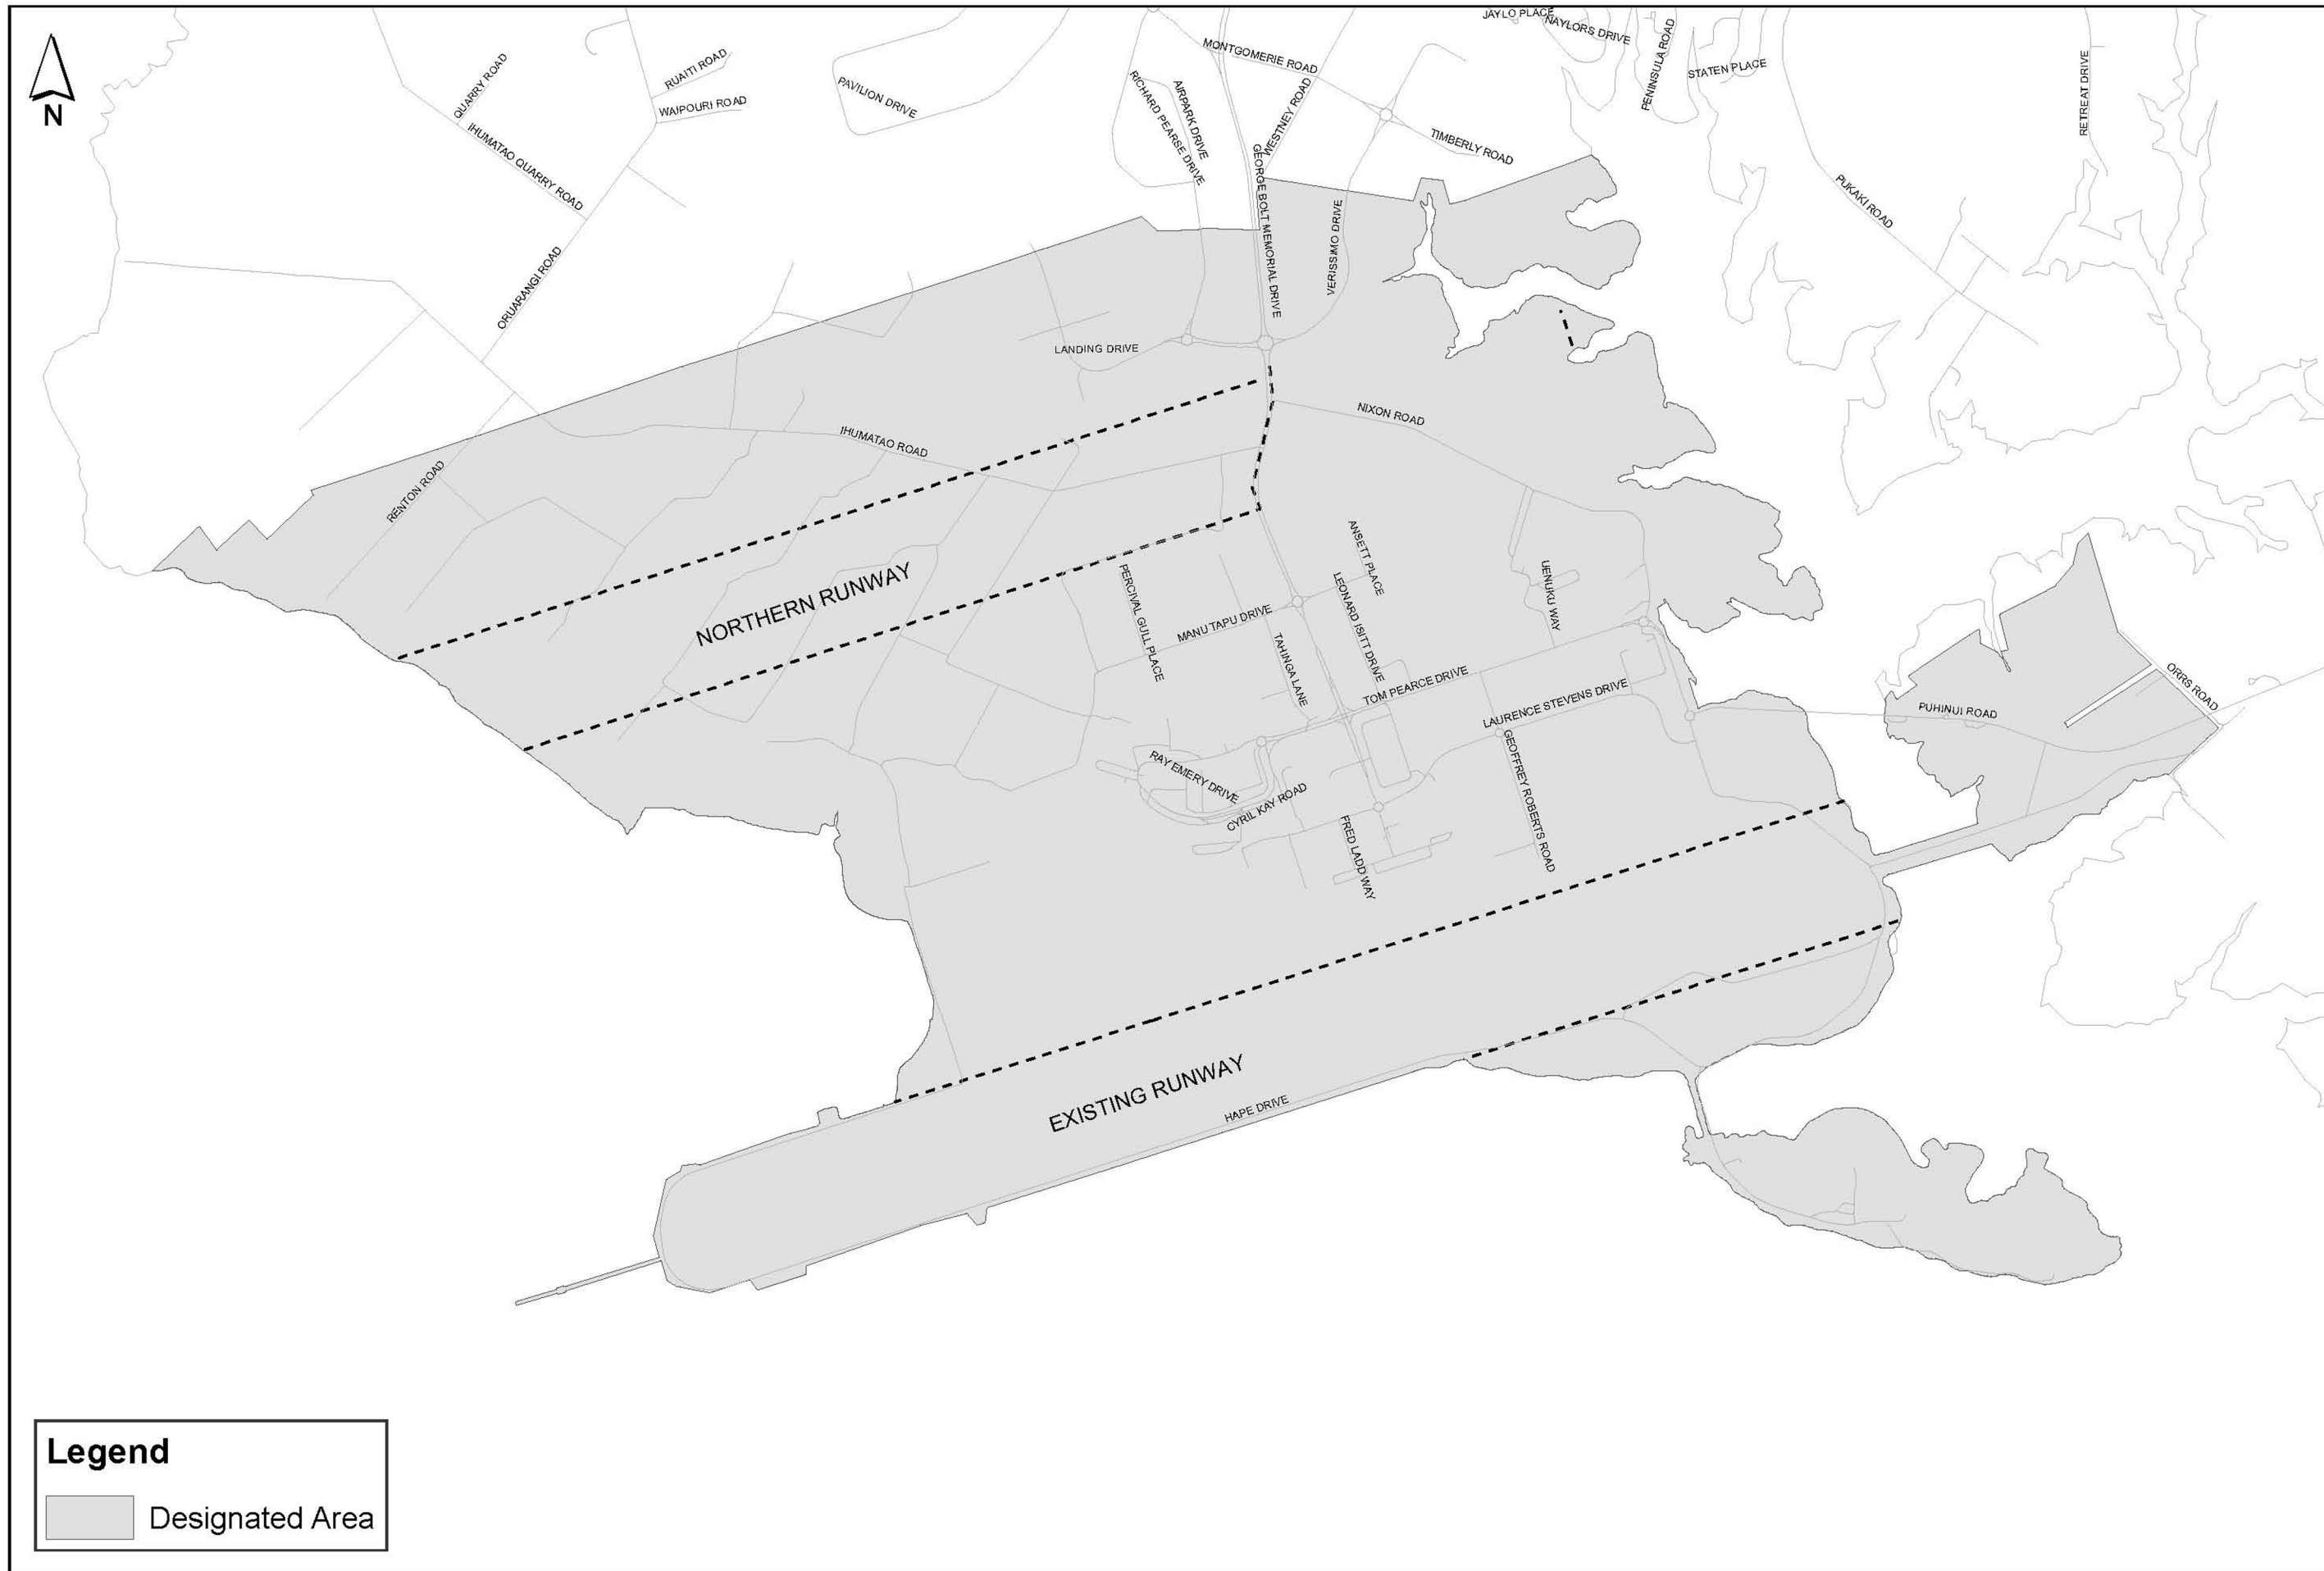 JAYLO PLACE
NAYLORS DRIVE
PENINSULA ROAD
STATEN PLACE
RETREAT DRIVE
MONTGOMERIE ROAD
RUAITI ROAD
QUARRY ROAD
WAIPOURI ROAD
PAVILION DRIVE
N
RICHARD PEARSE DRIVE
AIRPARK DRIVE
WESTNEY ROAD
TIMBERLY ROAD
IHUMATAO QUARRY ROAD
GEORGE BOLT MEMORIAL DRIVE
PUKAKI ROAD
VERISSIMO DRIVE
ORUARANGI ROAD
LANDING DRIVE
NIXON ROAD
IHUMATAO ROAD
RENTON ROAD
ANSETT PLACE
NORTHERN RUNWAY
PERCIVAL GULL PLACE
MANU TAPU DRIVE
LEONARD ISITT DRIVE
UENUKU WAY
TAHINGA LANE
TOM PEARCE DRIVE
LAURENCE STEVENS DRIVE
ORRS ROAD
PUHINUI ROAD
RAY EMERY DRIVE
CYRIL KAY ROAD
GEOFFREY ROBERTS ROAD
FRED LADD WAY
EXISTING RUNWAY
HAPE DRIVE
Legend
Designated Area